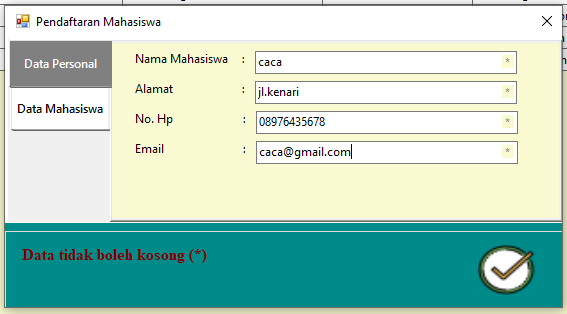 Pendaftaran Mahasiswa
Data Personal
Data Mahasiswa
Nama Mahasiswa : caca *
Alamat : jl.kenari *
No. Hp : 08976435678 *
Email : caca@gmail.com *
Data tidak boleh kosong (*)